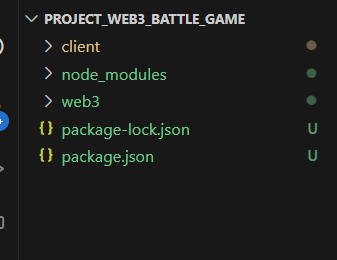 PROJECT_WEB3_BATTLE_GAME
client
node_modules
web3
{} package-lock.json U
{} package.json U